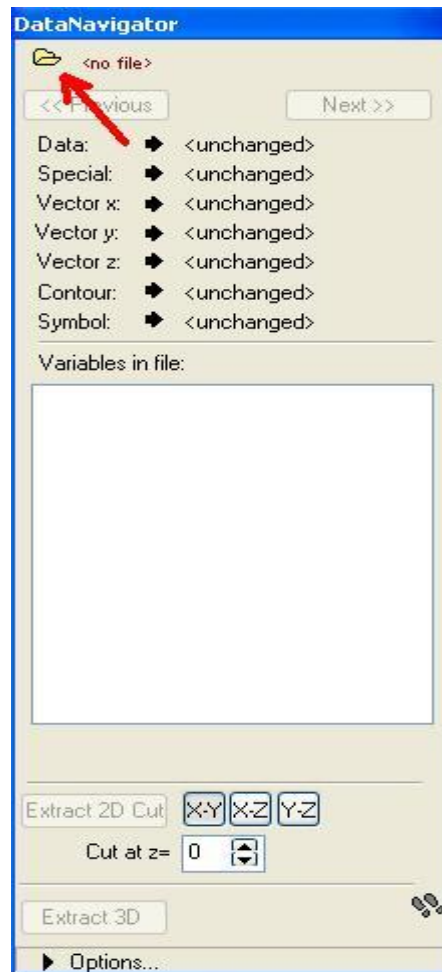 DataNavigator
<no file>
<< Previous Next >>
Data: <unchanged>
Special: <unchanged>
Vector x: <unchanged>
Vector y: <unchanged>
Vector z: <unchanged>
Contour: <unchanged>
Symbol: <unchanged>
Variables in file:
Extract 2D Cut X-Y X-Z Y-Z
Cut at z= 0
Extract 3D
Options...